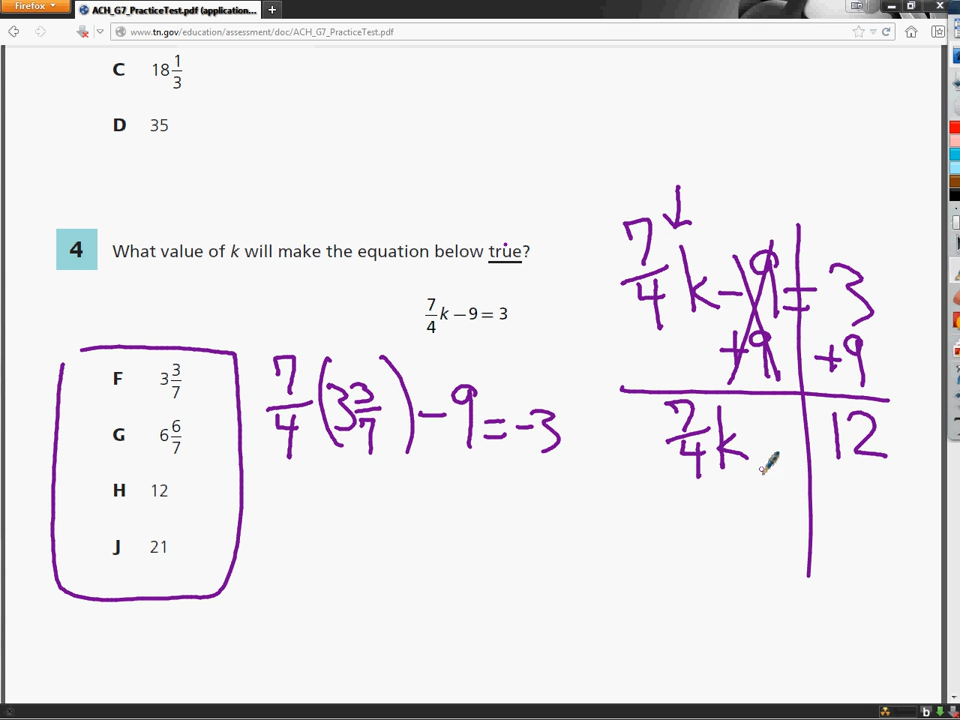 Firefox
ACH_G7_PracticeTest.pdf (application...
www.tn.gov/education/assessment/doc/ACH_G7_PracticeTest.pdf
C 18 1/3
D 35
4 What value of k will make the equation below true?
7/4 k − 9 = 3
F 3 3/7
G 6 6/7
H 12
J 21
7/4 (3 3/7) − 9 = −3
7/4 k − 9 = 3
+9 +9
7/4 k 12